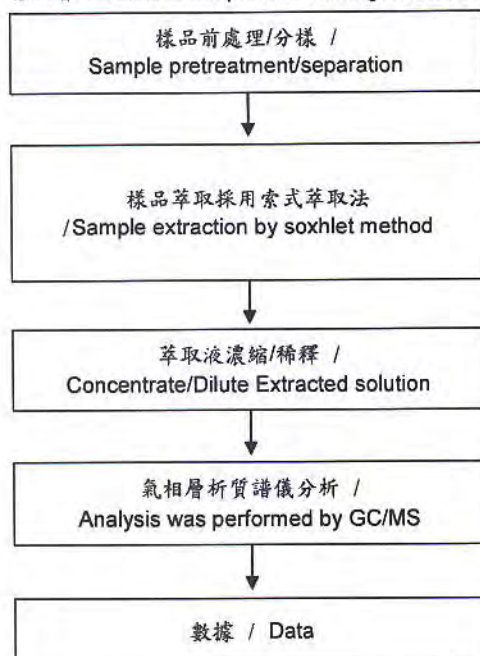 樣品前處理/分樣 /
Sample pretreatment/separation
樣品萃取採用索式萃取法
/Sample extraction by soxhlet method
萃取液濃縮/稀釋 /
Concentrate/Dilute Extracted solution
氣相層析質譜儀分析 /
Analysis was performed by GC/MS
數據 / Data